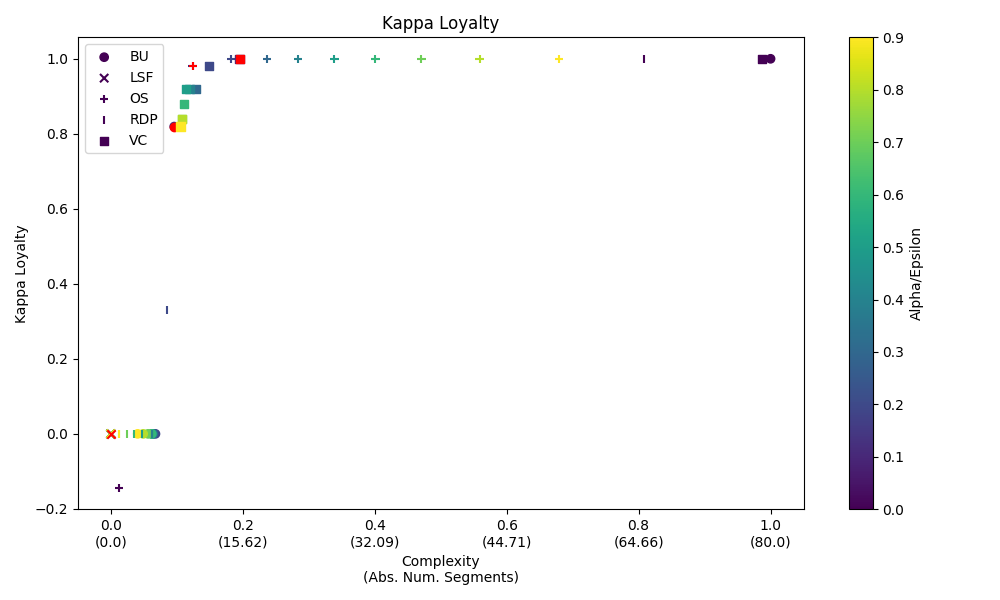 Kappa Loyalty
BU
LSF
OS
RDP
VC
Kappa Loyalty
1.0
0.8
0.6
0.4
0.2
0.0
−0.2
0.0
(0.0)
0.2
(15.62)
0.4
(32.09)
0.6
(44.71)
0.8
(64.66)
1.0
(80.0)
Complexity
(Abs. Num. Segments)
0.9
0.8
0.7
0.6
0.5
0.4
0.3
0.2
0.1
0.0
Alpha/Epsilon